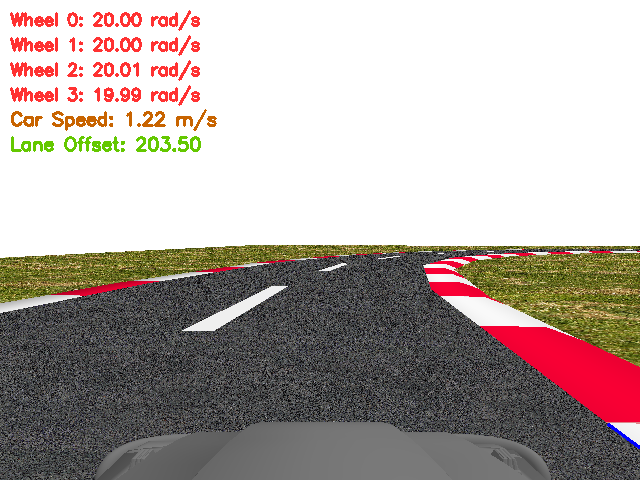 Wheel 0: 20.00 rad/s
Wheel 1: 20.00 rad/s
Wheel 2: 20.01 rad/s
Wheel 3: 19.99 rad/s
Car Speed: 1.22 m/s
Lane Offset: 203.50